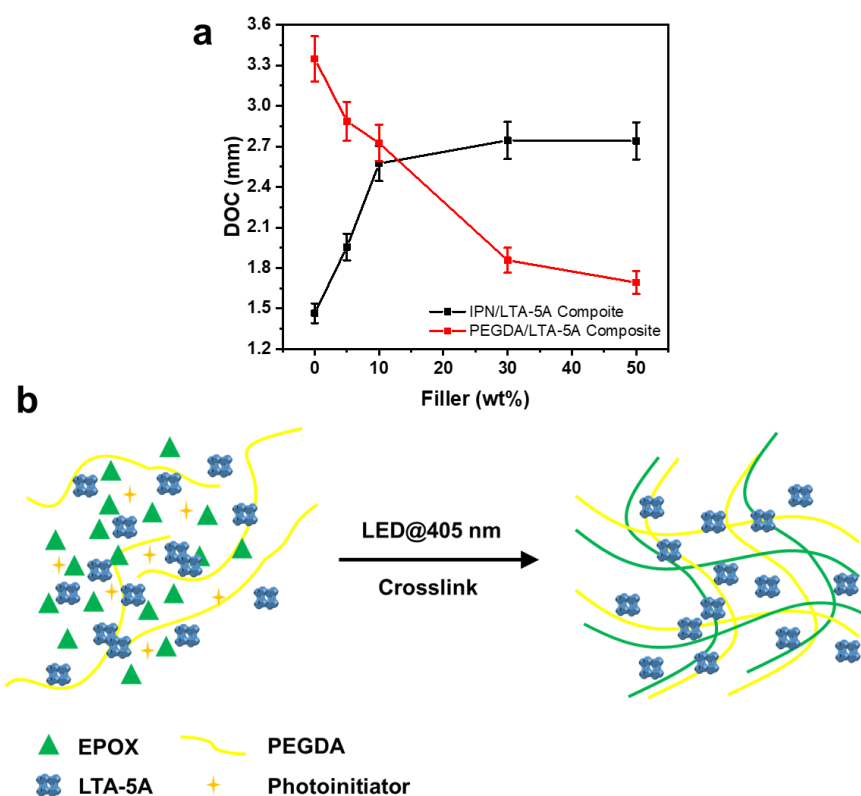 a
3.6
3.3
3.0
2.7
2.4
2.1
1.8
1.5
1.2
DOC (mm)
IPN/LTA-5A Compoite
PEGDA/LTA-5A Composite
0 10 20 30 40 50
Filler (wt%)
b
LED@405 nm
Crosslink
EPOX PEGDA
LTA-5A Photoinitiator